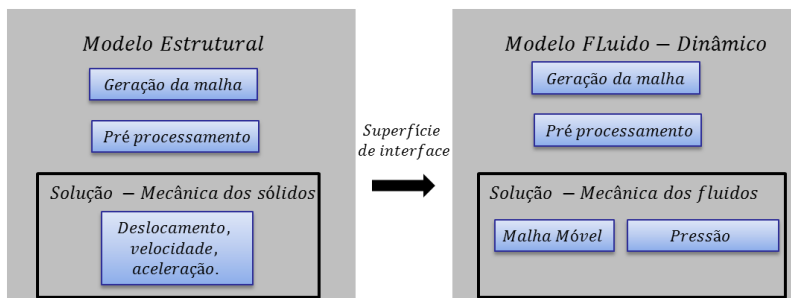 Modelo Estrutural
Geração da malha
Pré processamento
Solução − Mecânica dos sólidos
Deslocamento,
velocidade,
aceleração.
Superfície
de interface
Modelo FLuido − Dinâmico
Geração da malha
Pré processamento
Solução − Mecânica dos fluidos
Malha Móvel
Pressão